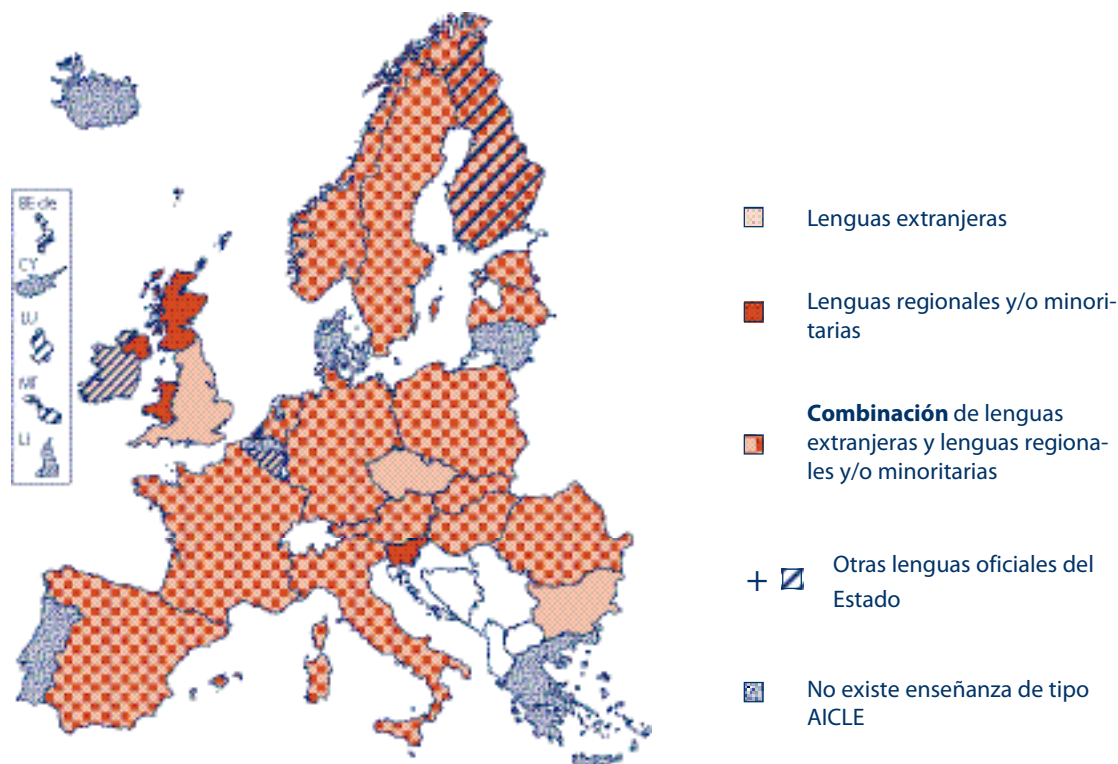 BE de
CY
LU
MT
LI
Lenguas extranjeras
Lenguas regionales y/o minori-
tarias
Combinación de lenguas
extranjeras y lenguas regiona-
les y/o minoritarias
+ Otras lenguas oficiales del
Estado
No existe enseñanza de tipo
AICLE